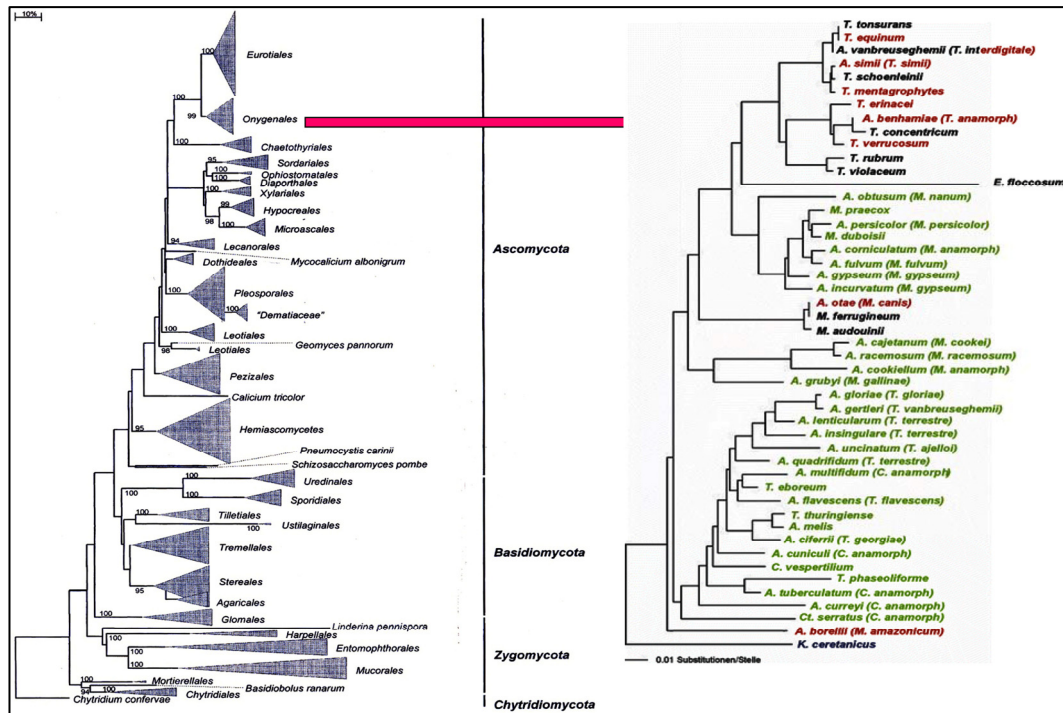 10%
100
Eurotiales
99
Onygenales
100
100
Chaetothyriales
95
Sordariales
100
Ophiostomatales
100
Diaporthales
100
Xylariales
99
Hypocreales
98
100
Microascales
94
Lecanorales
Mycocalicium albonigrum
Dothideales
100
Pleosporales
100
"Dematiaceae"
100
Leotiales
Geomyces pannorum
98
Leotiales
Pezizales
Calicium tricolor
95
Hemiascomycetes
Pneumocystis carinii
Schizosaccharomyces pombe
100
Uredinales
100
100
Sporidiales
100
Tilletiales
Ustilaginales
100
Tremellales
95
Stereales
Agaricales
100
Glomales
Linderina pennispora
100
Harpellales
Entomophthorales
100
100
Mucorales
100
Mortierellales
Basidiobolus ranarum
94
100
Chytridiales
Chytridium confervae
Ascomycota
Basidiomycota
Zygomycota
Chytridiomycota
T. tonsurans
T. equinum
A. vanbreuseghemii (T. interdigitale)
A. simii (T. simii)
T. schoenleinii
T. mentagrophytes
T. erinacei
A. benhamiae (T. anamorph)
T. concentricum
T. verrucosum
T. rubrum
T. violaceum
E. floccosum
A. obtusum (M. nanum)
M. praecox
A. persicolor (M. persicolor)
M. duboisii
A. corniculatum (M. anamorph)
A. fulvum (M. fulvum)
A. gypseum (M. gypseum)
A. incurvatum (M. gypseum)
A. otae (M. canis)
M. ferrugineum
M. audouinii
A. cajetanum (M. cookei)
A. racemosum (M. racemosum)
A. cookiellum (M. anamorph)
A. grubyi (M. gallinae)
A. gloriae (T. gloriae)
A. gertleri (T. vanbreuseghemii)
A. lenticularum (T. terrestre)
A. insingulare (T. terrestre)
A. uncinatum (T. ajelloi)
A. quadrifidum (T. terrestre)
A. multifidum (C. anamorph)
T. eboreum
A. flavescens (T. flavescens)
T. thuringiense
A. melis
A. ciferrii (T. georgiae)
A. cuniculi (C. anamorph)
C. vespertilium
T. phaseoliforme
A. tuberculatum (C. anamorph)
A. curreyi (C. anamorph)
Ct. serratus (C. anamorph)
A. borellii (M. amazonicum)
K. ceretanicus
0.01 Substitutionen/Stelle